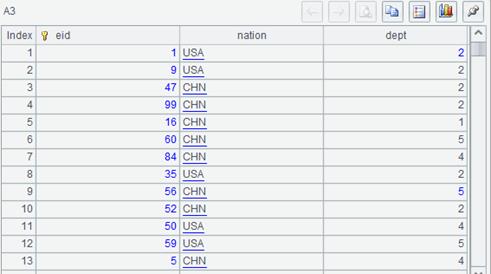 A3
Index eid nation dept
1 1 USA 2
2 9 USA 2
3 47 CHN 2
4 99 CHN 2
5 16 CHN 1
6 60 CHN 5
7 84 CHN 4
8 35 USA 2
9 56 CHN 5
10 52 CHN 2
11 50 USA 4
12 59 USA 5
13 5 CHN 4